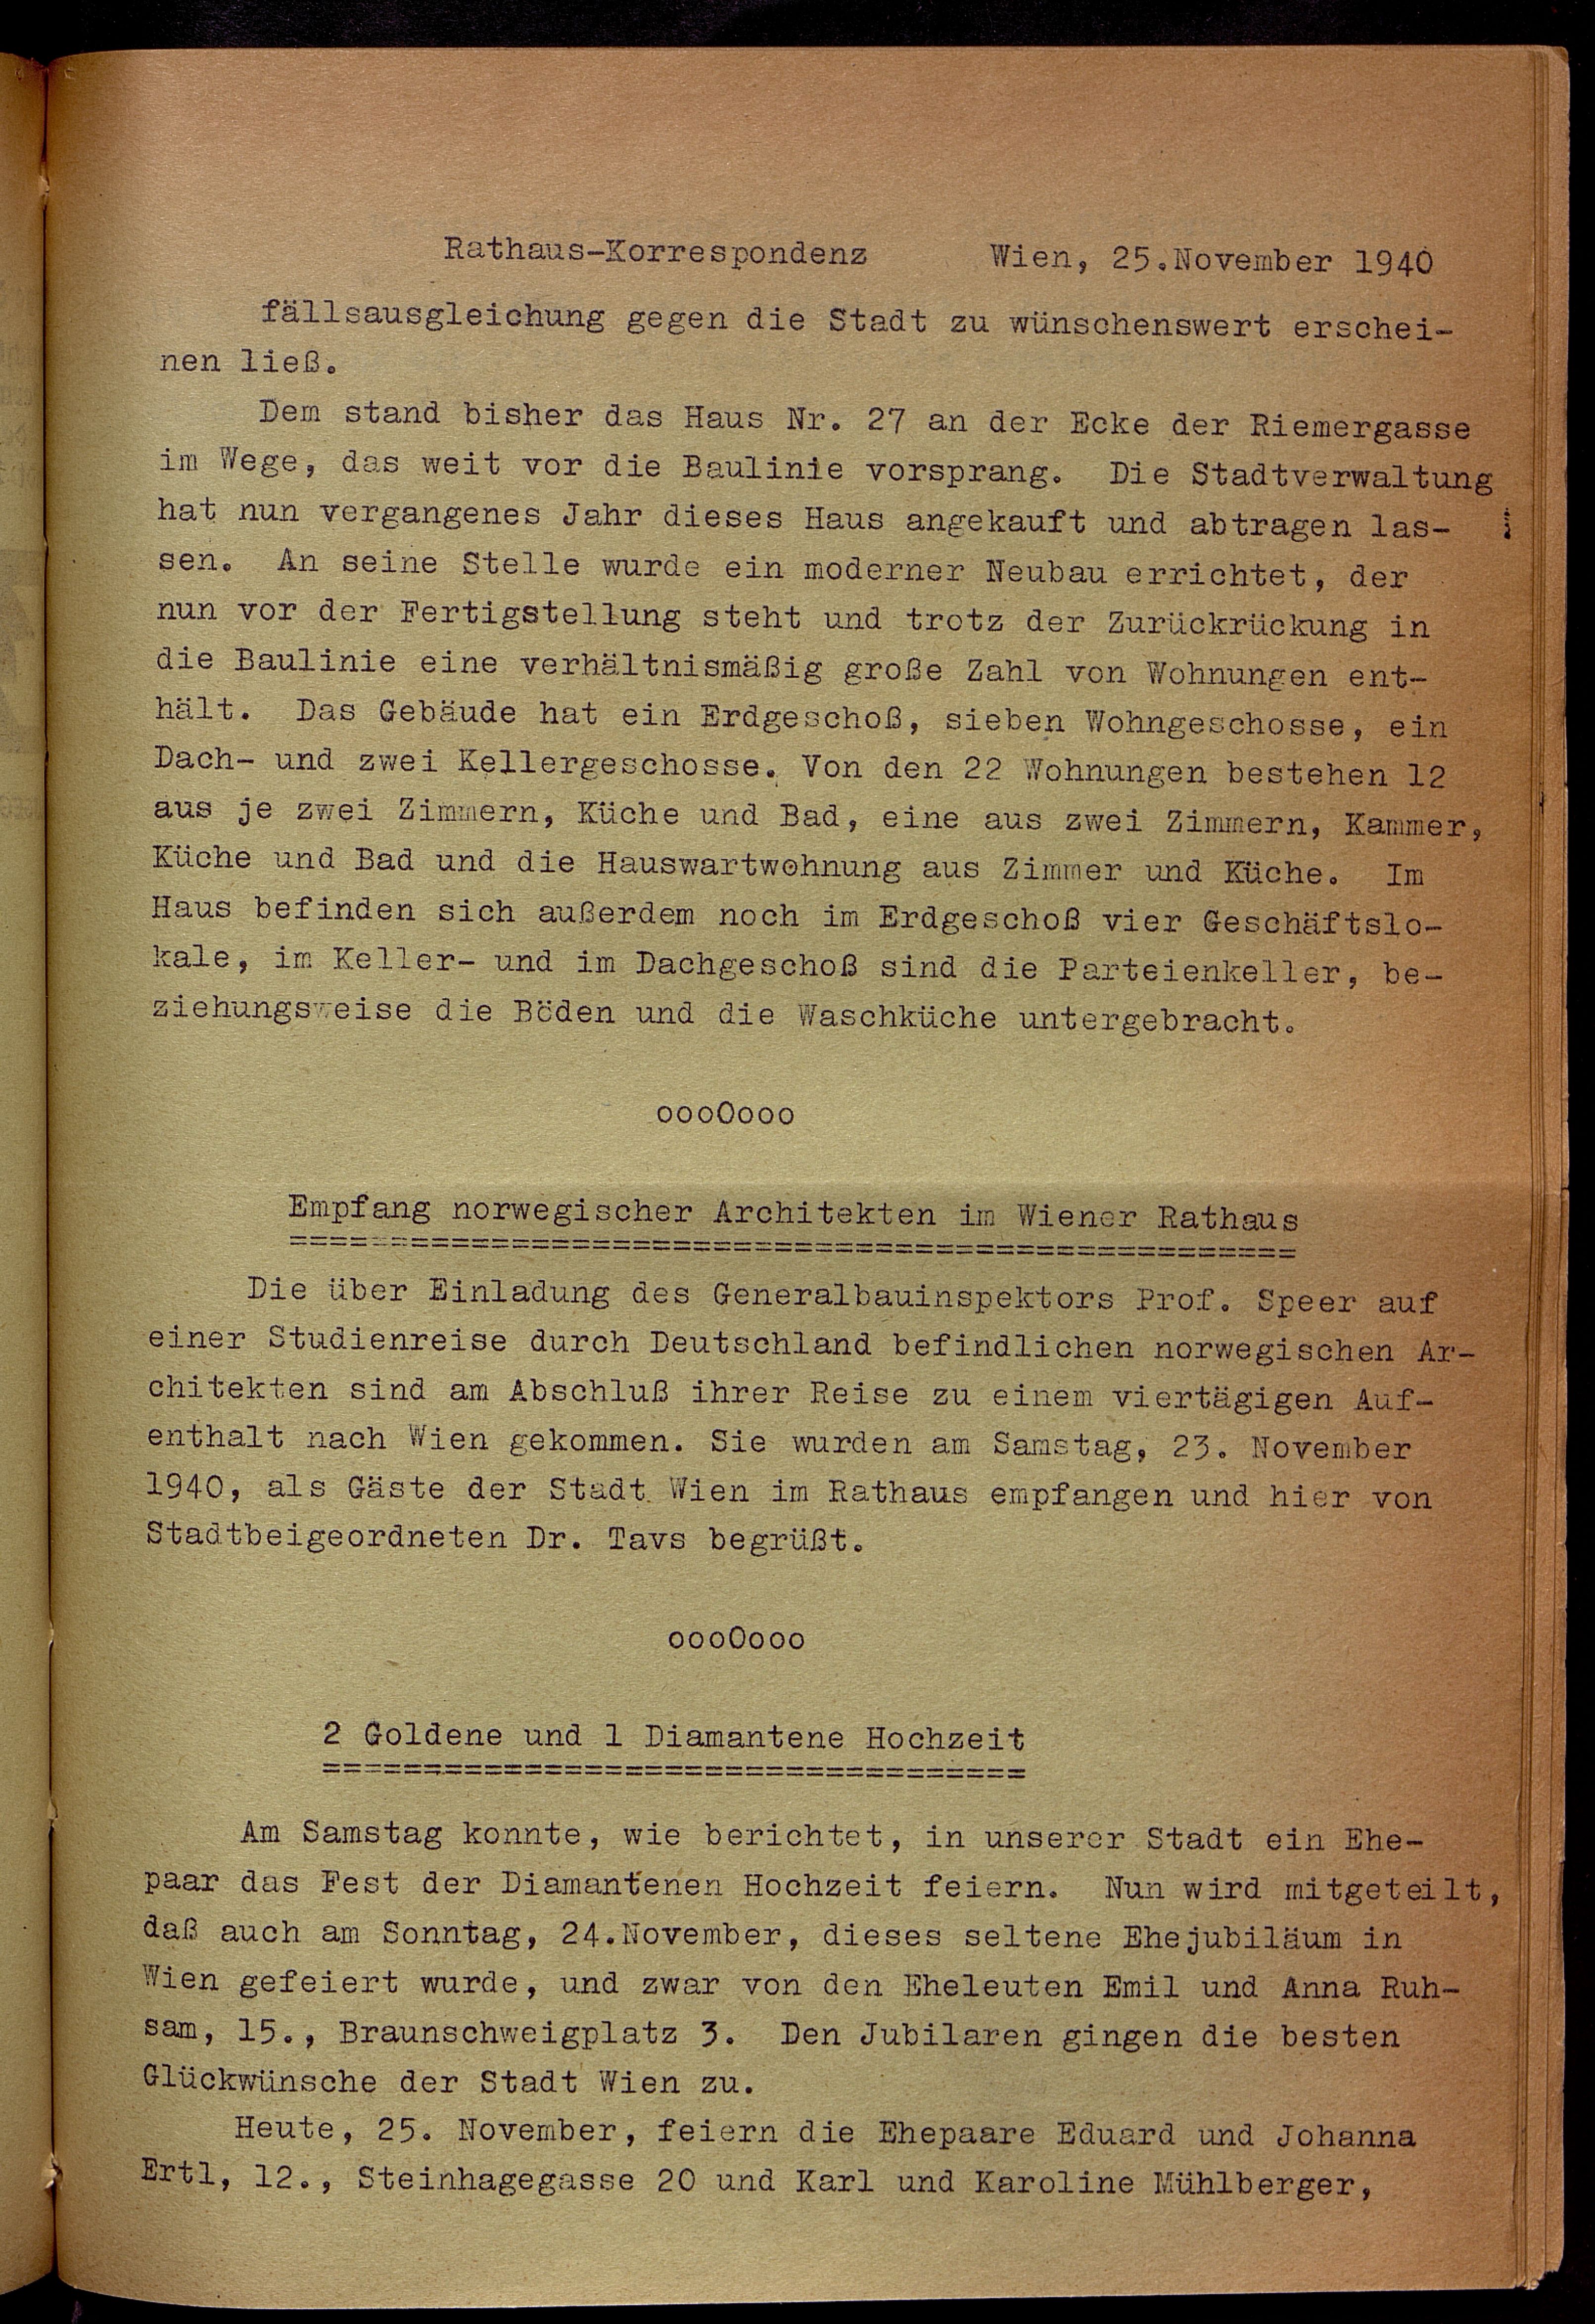 Rathaus-Korrespondenz Wien, 25.November 1940
fällsausgleichung gegen die Stadt zu wünschenswert erschei-
nen ließ.
Dem stand bisher das Haus Nr. 27 an der Ecke der Riemergasse
im Wege, das weit vor die Baulinie vorsprang. Die Stadtverwaltung
hat nun vergangenes Jahr dieses Haus angekauft und abtragen las-
sen. An seine Stelle wurde ein moderner Neubau errichtet, der
nun vor der Fertigstellung steht und trotz der Zurückrückung in
die Baulinie eine verhältnismäßig große Zahl von Wohnungen ent-
hält. Das Gebäude hat ein Erdgeschoß, sieben Wohngeschosse, ein
Dach- und zwei Kellergeschosse. Von den 22 Wohnungen bestehen 12
aus je zwei Zimmern, Küche und Bad, eine aus zwei Zimmern, Kammer,
Küche und Bad und die Hauswartwohnung aus Zimmer und Küche. Im
Haus befinden sich außerdem noch im Erdgeschoß vier Geschäftslo-
kale, im Keller- und im Dachgeschoß sind die Parteienkeller, be-
ziehungsweise die Böden und die Waschküche untergebracht.
oooOooo
Empfang norwegischer Architekten im Wiener Rathaus
==================================================
Die über Einladung des Generalbauinspektors Prof. Speer auf
einer Studienreise durch Deutschland befindlichen norwegischen Ar-
chitekten sind am Abschluß ihrer Reise zu einem viertägigen Auf-
enthalt nach Wien gekommen. Sie wurden am Samstag, 23. November
1940, als Gäste der Stadt Wien im Rathaus empfangen und hier von
Stadtbeigeordneten Dr. Tavs begrüßt.
oooOooo
2 Goldene und 1 Diamantene Hochzeit
===================================
Am Samstag konnte, wie berichtet, in unserer Stadt ein Ehe-
paar das Fest der Diamantenen Hochzeit feiern. Nun wird mitgeteilt,
daß auch am Sonntag, 24.November, dieses seltene Ehejubiläum in
Wien gefeiert wurde, und zwar von den Eheleuten Emil und Anna Ruh-
sam, 15., Braunschweigplatz 3. Den Jubilaren gingen die besten
Glückwünsche der Stadt Wien zu.
Heute, 25. November, feiern die Ehepaare Eduard und Johanna
Ertl, 12., Steinhagegasse 20 und Karl und Karoline Mühlberger,